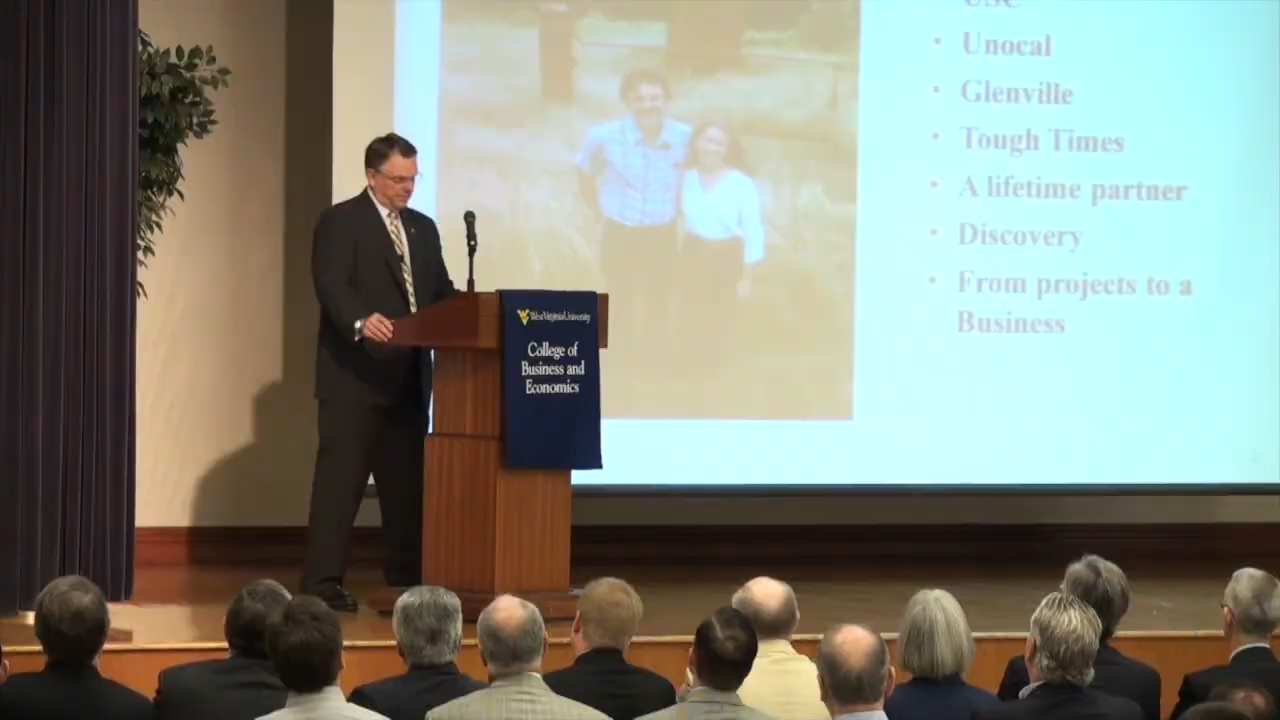 USC
• Unocal
• Glenville
• Tough Times
• A lifetime partner
• Discovery
• From projects to a
Business
West Virginia University
College of
Business and
Economics